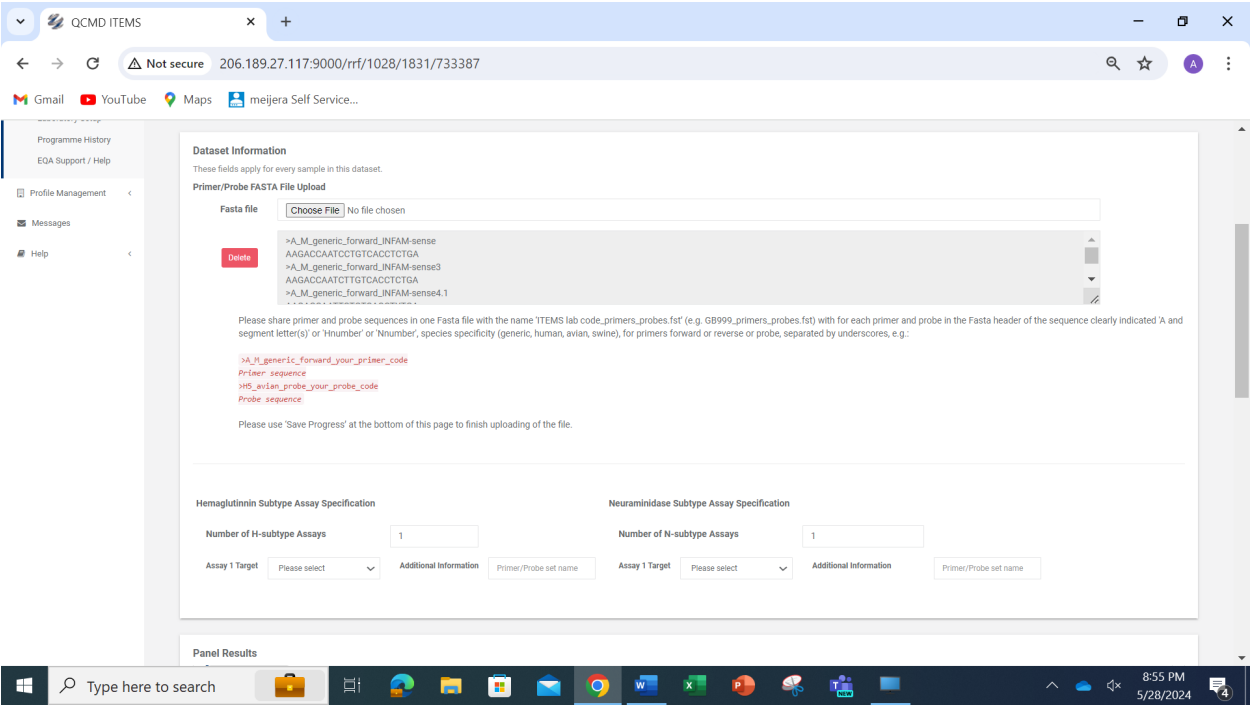 QCMD ITEMS
Not secure 206.189.27.117:9000/rrf/1028/1831/733387
A
Gmail YouTube Maps meijera Self Service...
Programme History
EQA Support / Help
Profile Management
Messages
Help
Dataset Information
These fields apply for every sample in this dataset.
Primer/Probe FASTA File Upload
Fasta file Choose File No file chosen
Delete
>A_M_generic_forward_INFAM-sense
AAGACCAATCCTGTCACCTCTGA
>A_M_generic_forward_INFAM-sense3
AAGACCAATCTTGTCACCTCTGA
>A_M_generic_forward_INFAM-sense4.1
Please share primer and probe sequences in one Fasta file with the name 'ITEMS lab code_primers_probes.fst' (e.g. GB999_primers_probes.fst) with for each primer and probe in the Fasta header of the sequence clearly indicated 'A and
segment letter(s)' or 'Hnumber' or 'Nnumber', species specificity (generic, human, avian, swine), for primers forward or reverse or probe, separated by underscores, e.g.:
>A_M_generic_forward_your_primer_code
Primer sequence
>H5_avian_probe_your_probe_code
Probe sequence
Please use 'Save Progress' at the bottom of this page to finish uploading of the file.
Hemaglutinnin Subtype Assay Specification
Neuraminidase Subtype Assay Specification
Number of H-subtype Assays 1
Number of N-subtype Assays 1
Assay 1 Target Please select Additional Information Primer/Probe set name
Assay 1 Target Please select Additional Information Primer/Probe set name
Panel Results
Type here to search
NEW
8:55 PM
5/28/2024
4